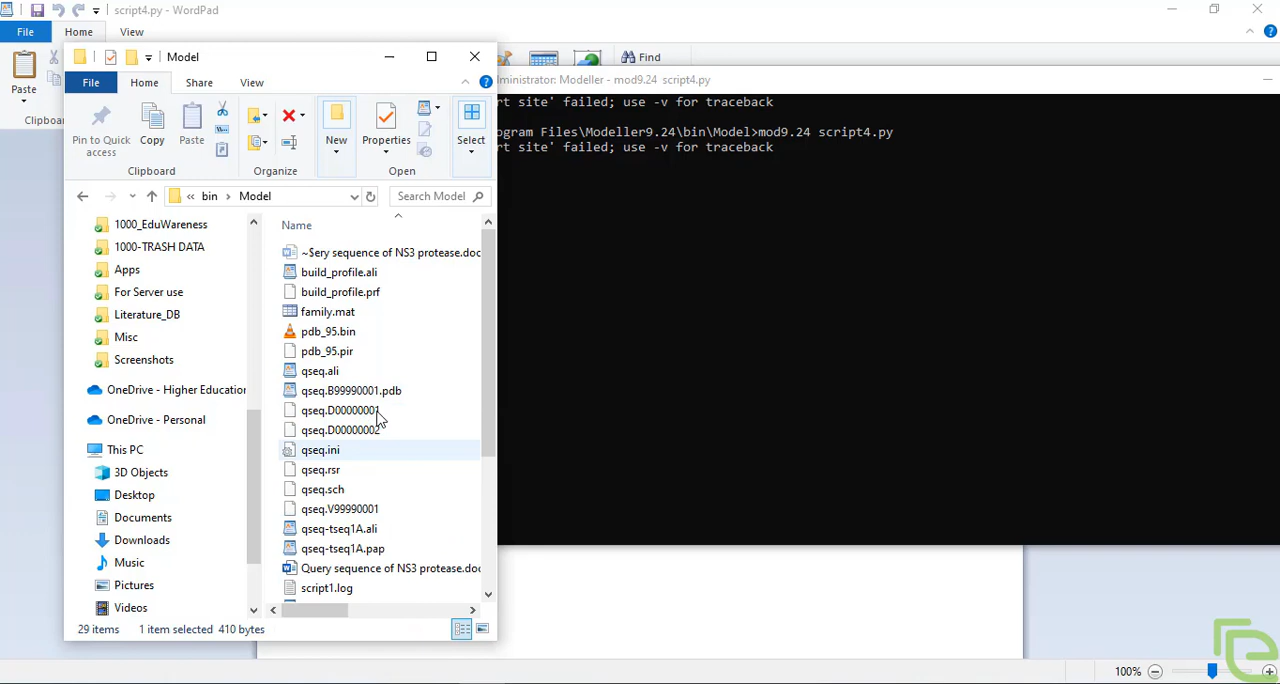 script4.py - WordPad
File
Home
View
Paste
Clipboar
Find
Model
File
Home
Share
View
Pin to Quick access
Copy
Paste
New
Properties
Select
Clipboard
Organize
Open
« bin > Model
Search Model
1000_EduWareness
1000-TRASH DATA
Apps
For Server use
Literature_DB
Misc
Screenshots
OneDrive - Higher Education
OneDrive - Personal
This PC
3D Objects
Desktop
Documents
Downloads
Music
Pictures
Videos
Name
~$ery sequence of NS3 protease.doc
build_profile.ali
build_profile.prf
family.mat
pdb_95.bin
pdb_95.pir
qseq.ali
qseq.B99990001.pdb
qseq.D00000001
qseq.D00000002
qseq.ini
qseq.rsr
qseq.sch
qseq.V99990001
qseq-tseq1A.ali
qseq-tseq1A.pap
Query sequence of NS3 protease.doc
script1.log
29 items
1 item selected 410 bytes
dministrator: Modeller - mod9.24 script4.py
rt site' failed; use -v for traceback
ogram Files\Modeller9.24\bin\Model>mod9.24 script4.py
rt site' failed; use -v for traceback
100%